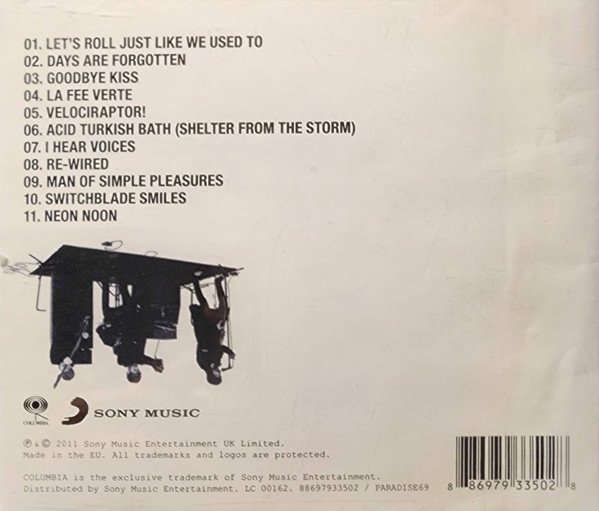 01. LET'S ROLL JUST LIKE WE USED TO
02. DAYS ARE FORGOTTEN
03. GOODBYE KISS
04. LA FEE VERTE
05. VELOCIRAPTOR!
06. ACID TURKISH BATH (SHELTER FROM THE STORM)
07. I HEAR VOICES
08. RE-WIRED
09. MAN OF SIMPLE PLEASURES
10. SWITCHBLADE SMILES
11. NEON NOON
COLUMBIA
SONY MUSIC
℗ & © 2011 Sony Music Entertainment UK Limited.
Made in the EU. All trademarks and logos are protected.
COLUMBIA is the exclusive trademark of Sony Music Entertainment.
Distributed by Sony Music Entertainment. LC 00162. 88697933502 / PARADISE69
8 86979 33502 8